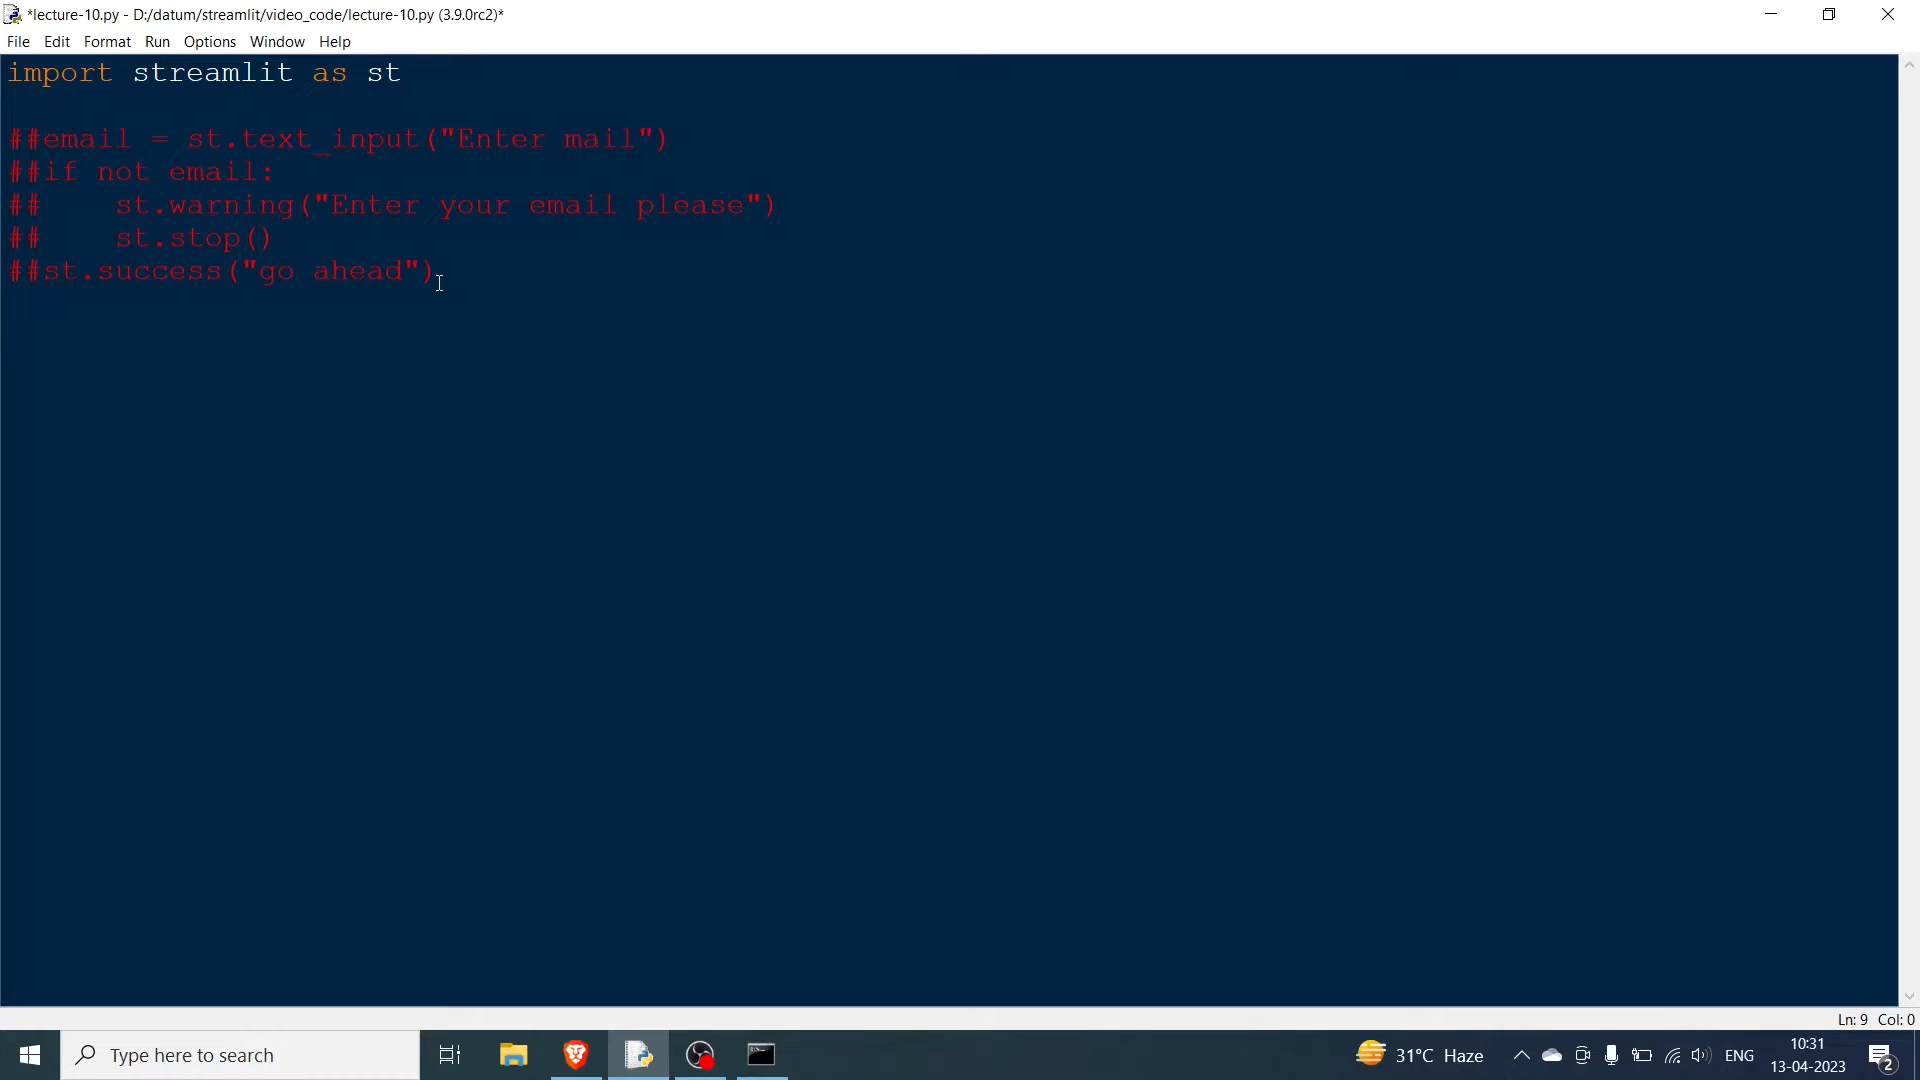 *lecture-10.py - D:/datum/streamlit/video_code/lecture-10.py (3.9.0rc2)*
File Edit Format Run Options Window Help
import streamlit as st
##email = st.text_input("Enter mail")
##if not email:
##    st.warning("Enter your email please")
##    st.stop()
##st.success("go ahead")
Ln: 9 Col: 0
Type here to search
31°C Haze
ENG
10:31
13-04-2023
2